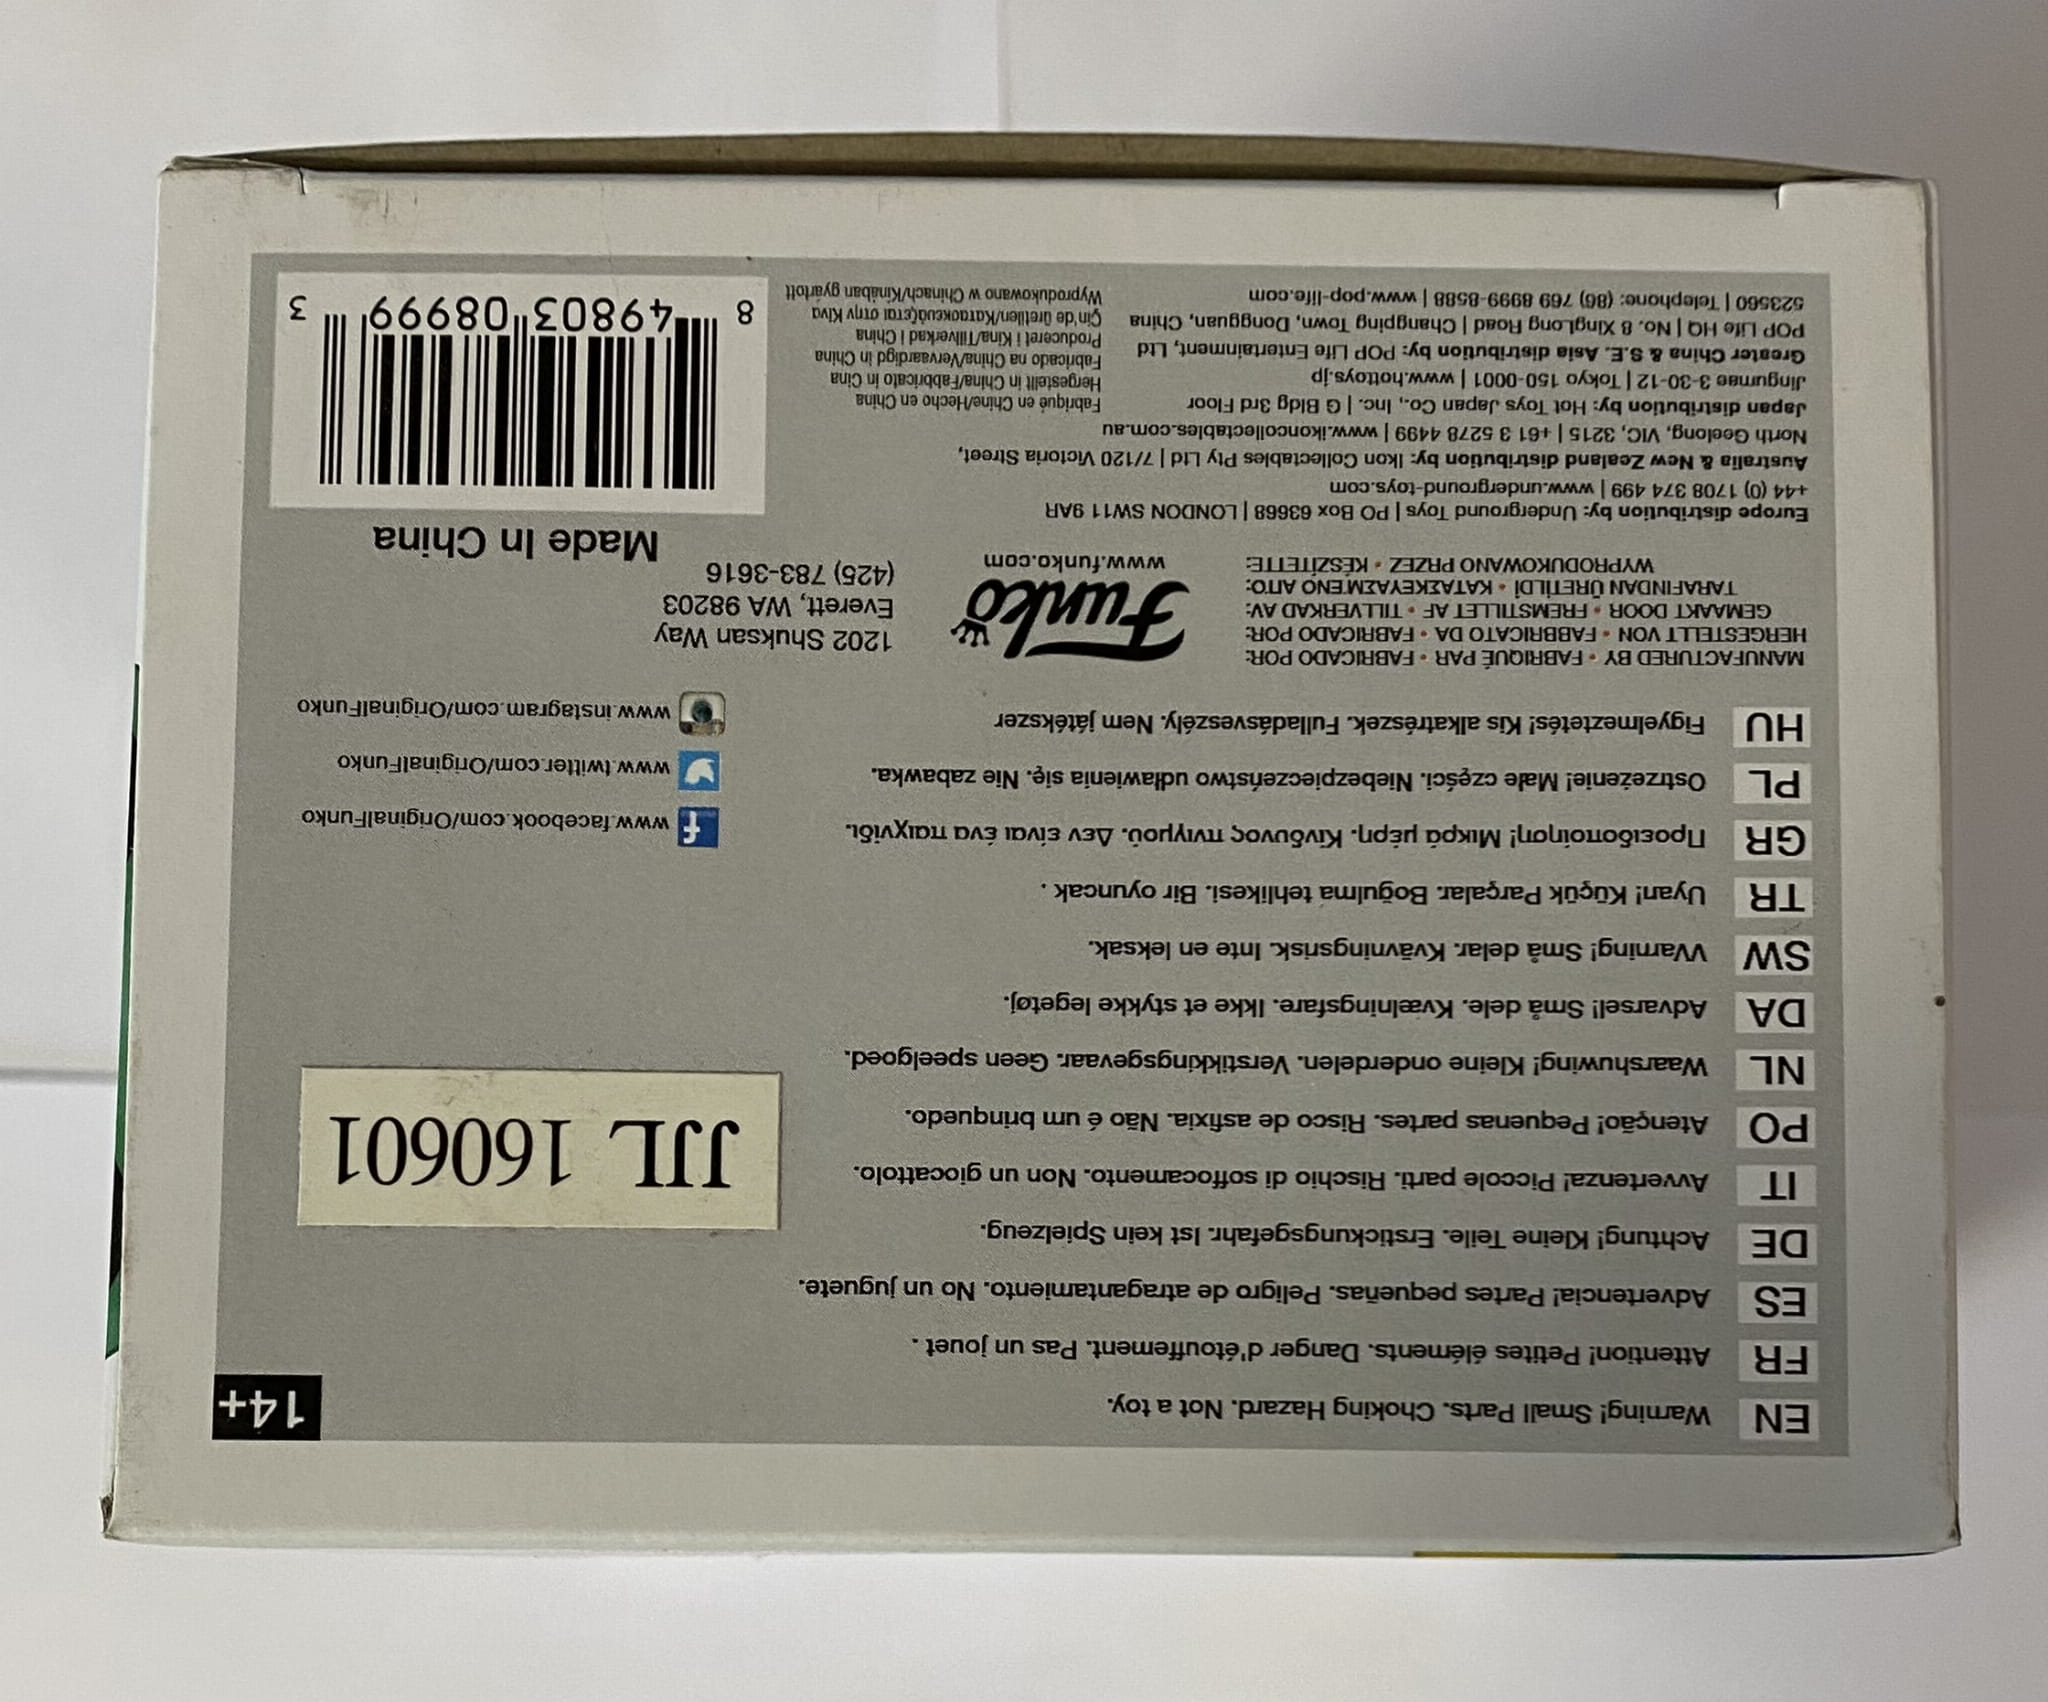 14+
EN Warning! Small Parts. Choking Hazard. Not a toy.
FR Attention! Petites éléments. Danger d'étouffement. Pas un jouet .
ES Advertencia! Partes pequeñas. Peligro de atragantamiento. No un juguete.
DE Achtung! Kleine Teile. Erstickungsgefahr. Ist kein Spielzeug.
IT Avvertenza! Piccole parti. Rischio di soffocamento. Non un giocattolo.
PO Atenção! Pequenas partes. Risco de asfixia. Não é um brinquedo.
NL Waarshuwing! Kleine onderdelen. Verstikkingsgevaar. Geen speelgoed.
DA Advarsel! Små dele. Kvælningsfare. Ikke et stykke legetøj.
SW Warning! Små delar. Kvävningsrisk. Inte en leksak.
TR Uyarı! Küçük Parçalar. Boğulma tehlikesi. Bir oyuncak .
GR Προειδοποίηση! Μικρά μέρη. Κίνδυνος πνιγμού. Δεν είναι ένα παιχνίδι.
PL Ostrzeżenie! Małe części. Niebezpieczeństwo udławienia się. Nie zabawka.
HU Figyelmeztetés! Kis alkatrészek. Fulladásveszély. Nem játékszer
JJL 160601
www.facebook.com/OriginalFunko
www.twitter.com/OriginalFunko
www.instagram.com/OriginalFunko
MANUFACTURED BY • FABRIQUÉ PAR • FABRICADO POR:
HERGESTELLT VON • FABBRICATO DA • FABRICADO POR:
GEMAAKT DOOR • FREMSTILLET AF • TILLVERKAD AV:
TARAFINDAN ÜRETİLDİ • ΚΑΤΑΣΚΕΥΑΣΜΕΝΟ ΑΠΟ:
WYPRODUKOWANO PRZEZ • KÉSZÍTETTE:
Funko
www.funko.com
1202 Shuksan Way
Everett, WA 98203
(425) 783-3616
Made In China
Europe distribution by: Underground Toys | PO Box 63668 | LONDON SW11 9AR
+44 (0) 1708 374 499 | www.underground-toys.com
Australia & New Zealand distribution by: Ikon Collectables Pty Ltd | 7/120 Victoria Street,
North Geelong, VIC, 3215 | +61 3 5278 4499 | www.ikoncollectables.com.au
Japan distribution by: Hot Toys Japan Co., Inc. | G Bldg 3rd Floor
Jingumae 3-30-12 | Tokyo 150-0001 | www.hottoys.jp
Greater China & S.E. Asia distribution by: POP Life Entertainment, Ltd
POP Life HQ | No. 8 XingLong Road | Changping Town, Dongguan, China
523560 | Telephone: (86) 769 8999-8588 | www.pop-life.com
Fabriqué en Chine/Hecho en China
Hergestellt in China/Fabbricato in Cina
Fabricado na China/Vervaardigd in China
Produceret i Kina/Tillverkad i China
Çin'de üretilen/Κατασκευάζεται στην Κίνα
Wyprodukowano w Chinach/Kínában gyártott
8 49803 08999 3